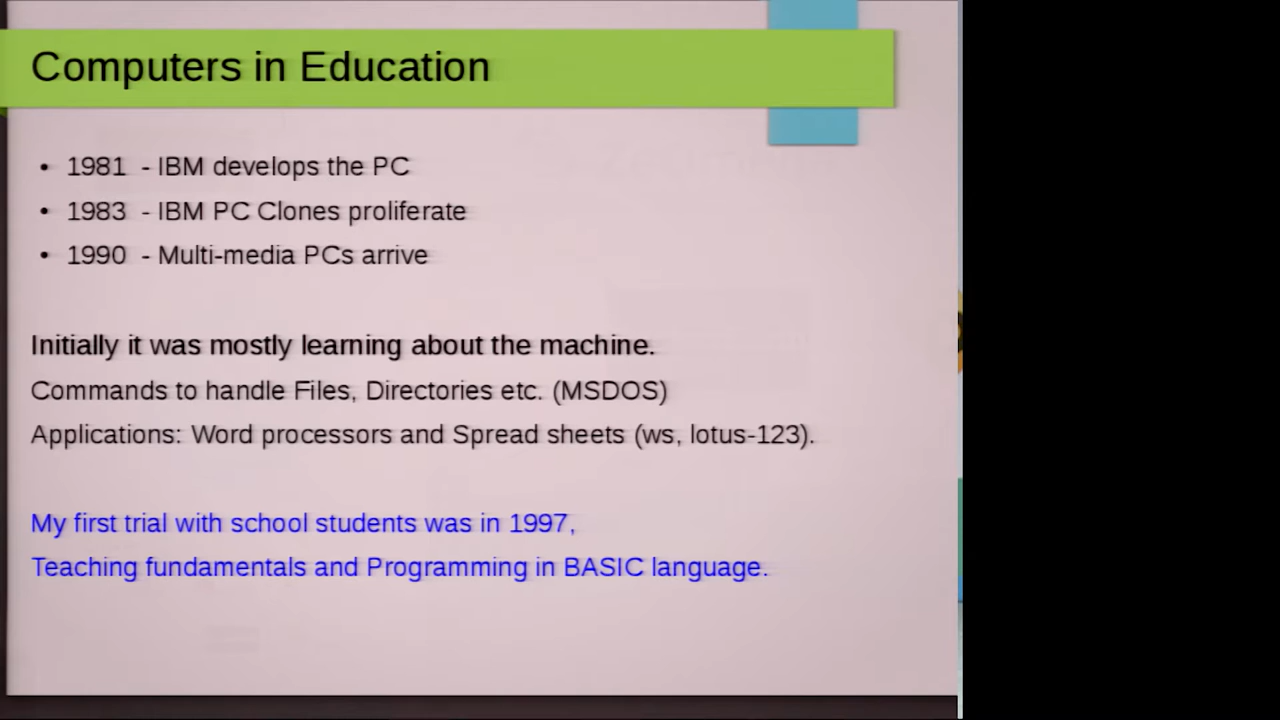 Computers in Education
• 1981 - IBM develops the PC
• 1983 - IBM PC Clones proliferate
• 1990 - Multi-media PCs arrive
Initially it was mostly learning about the machine.
Commands to handle Files, Directories etc. (MSDOS)
Applications: Word processors and Spread sheets (ws, lotus-123).
My first trial with school students was in 1997,
Teaching fundamentals and Programming in BASIC language.